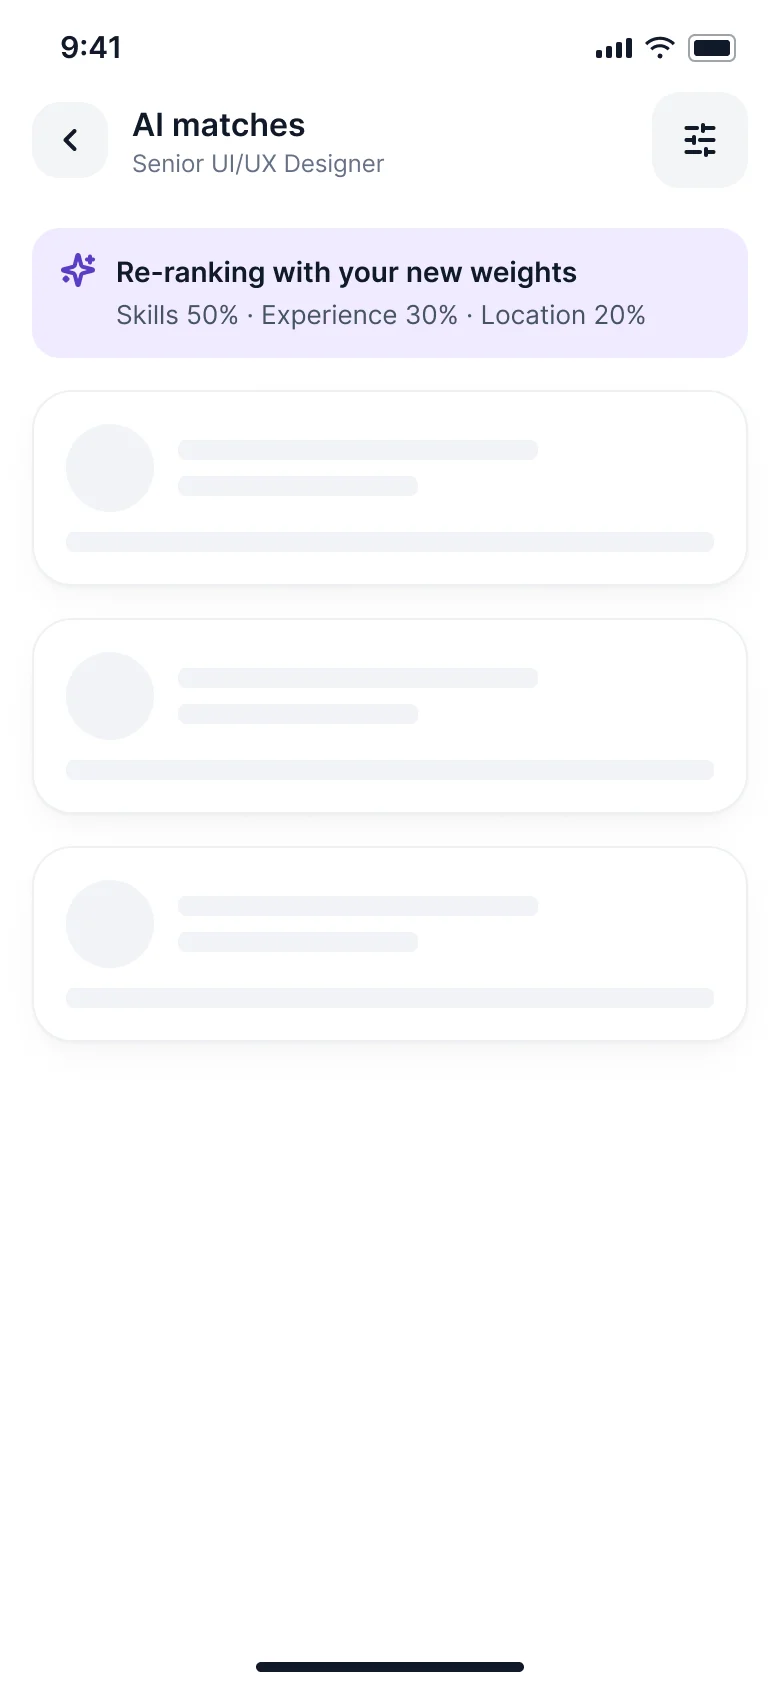 9:41
AI matches
Senior UI/UX Designer
Re-ranking with your new weights
Skills 50% · Experience 30% · Location 20%